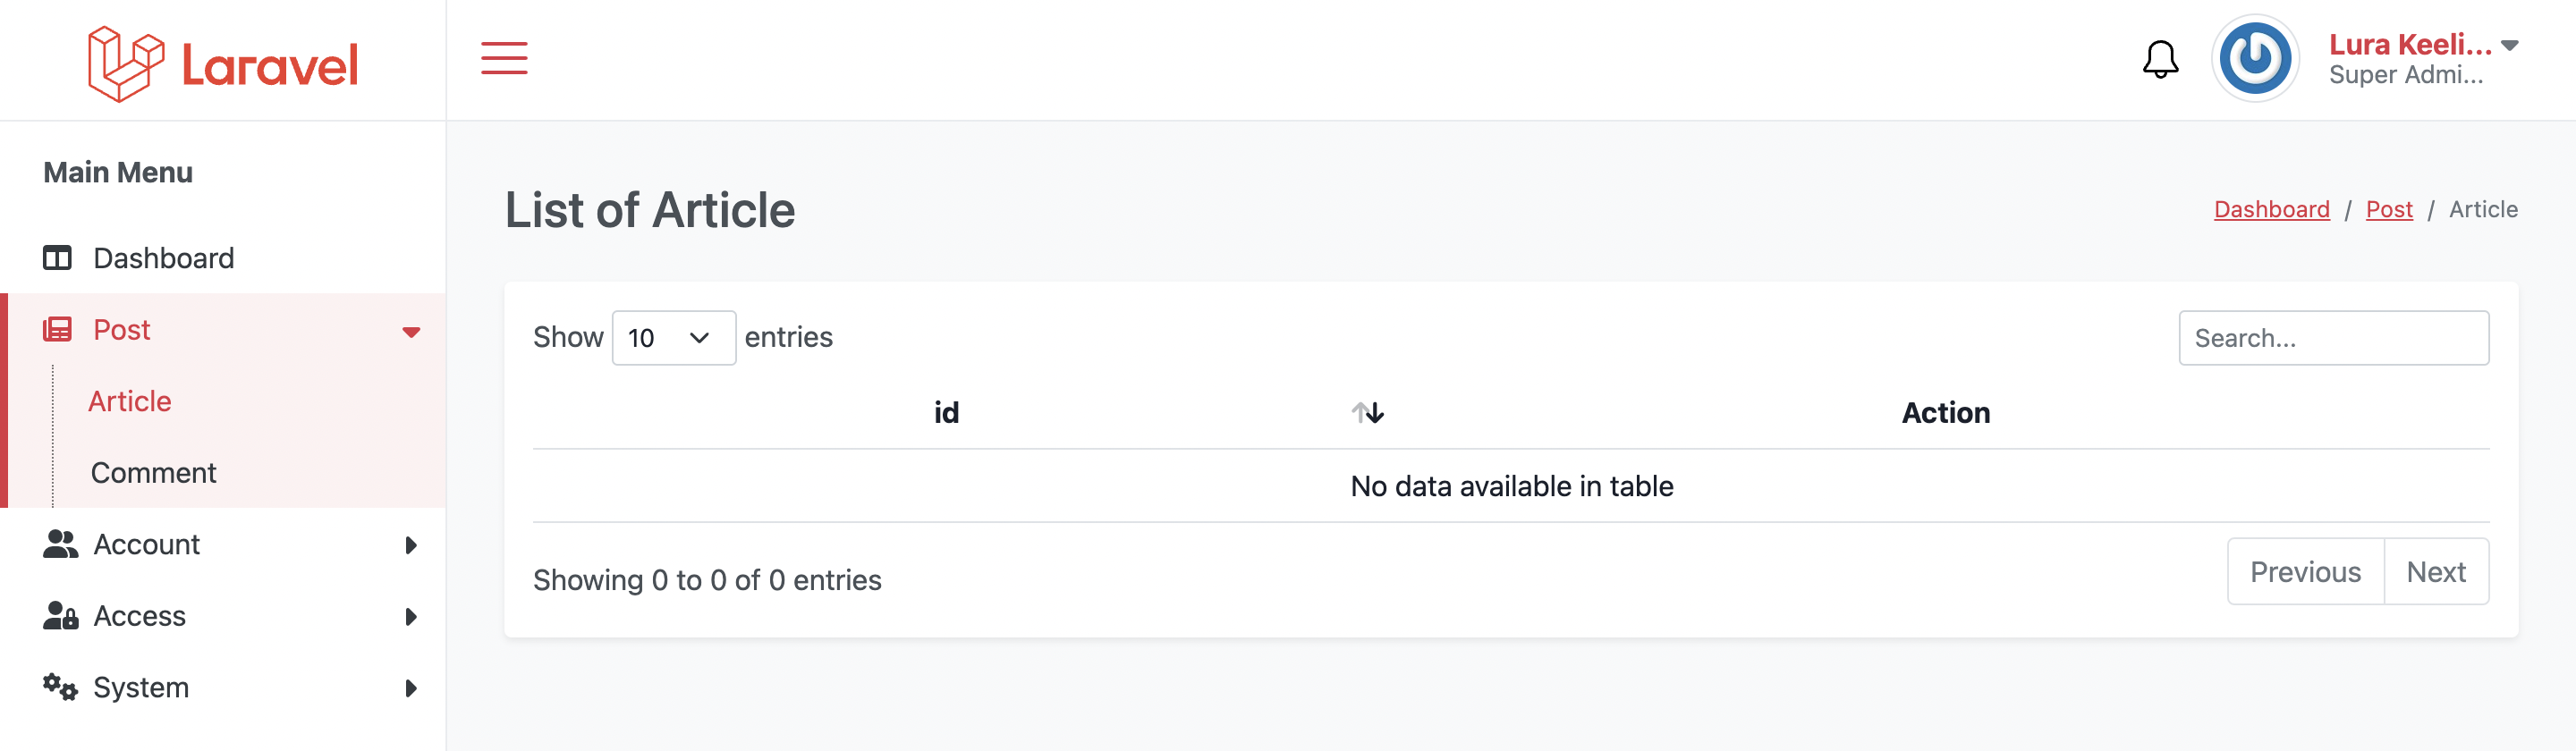 Laravel
Lura Keeli...
Super Admi...
Main Menu
Dashboard
Post
Article
Comment
Account
Access
System
List of Article
Dashboard / Post / Article
Show 10 entries
Search...
id Action
No data available in table
Showing 0 to 0 of 0 entries
Previous Next